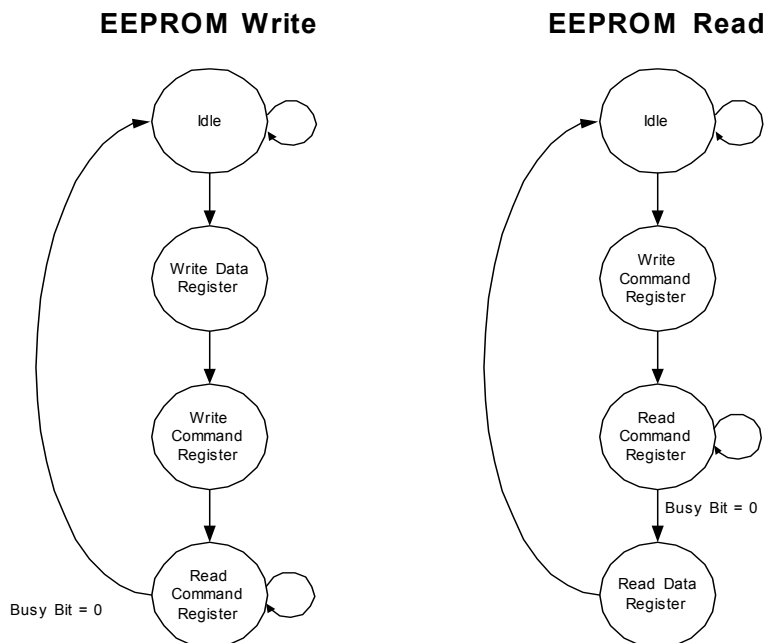 EEPROM Write
Idle
Write Data
Register
Write
Command
Register
Read
Command
Register
Busy Bit = 0
EEPROM Read
Idle
Write
Command
Register
Read
Command
Register
Busy Bit = 0
Read Data
Register